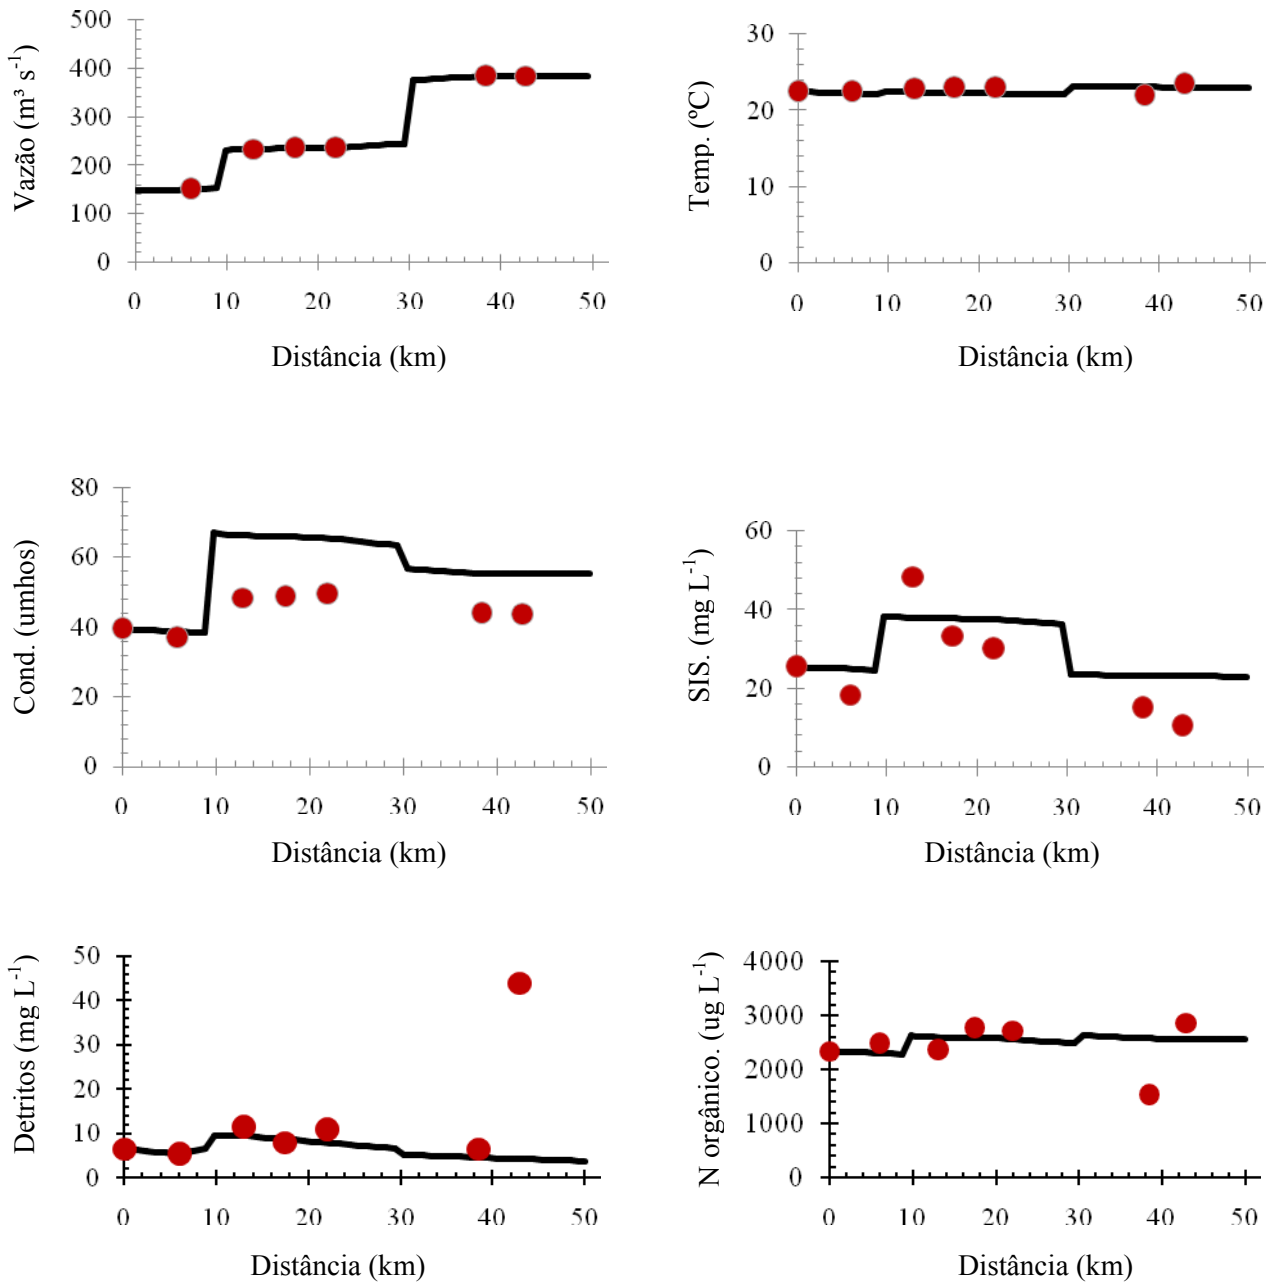 Vazão (m³ s⁻¹)
500
400
300
200
100
0
0 10 20 30 40 50
Distância (km)
Temp. (ºC)
30
20
10
0
0 10 20 30 40 50
Distância (km)
Cond. (umhos)
80
60
40
20
0
0 10 20 30 40 50
Distância (km)
SIS. (mg L⁻¹)
60
40
20
0
0 10 20 30 40 50
Distância (km)
Detritos (mg L⁻¹)
50
40
30
20
10
0
0 10 20 30 40 50
Distância (km)
N orgânico. (ug L⁻¹)
4000
3000
2000
1000
0
0 10 20 30 40 50
Distância (km)